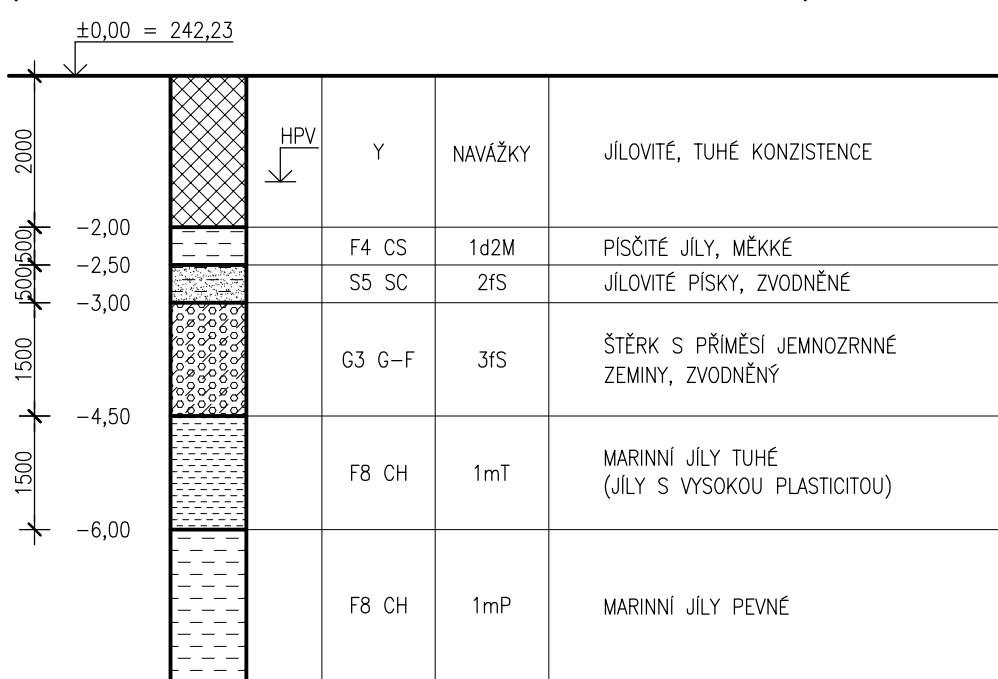 ±0,00 = 242,23
2000
HPV
Y
NAVÁŽKY
JÍLOVITÉ, TUHÉ KONZISTENCE
-2,00
500
F4 CS
1d2M
PÍSČITÉ JÍLY, MĚKKÉ
-2,50
500
S5 SC
2fS
JÍLOVITÉ PÍSKY, ZVODNĚNÉ
-3,00
1500
G3 G-F
3fS
ŠTĚRK S PŘÍMĚSÍ JEMNOZRNNÉ
ZEMINY, ZVODNĚNÝ
-4,50
1500
F8 CH
1mT
MARINNÍ JÍLY TUHÉ
(JÍLY S VYSOKOU PLASTICITOU)
-6,00
F8 CH
1mP
MARINNÍ JÍLY PEVNÉ